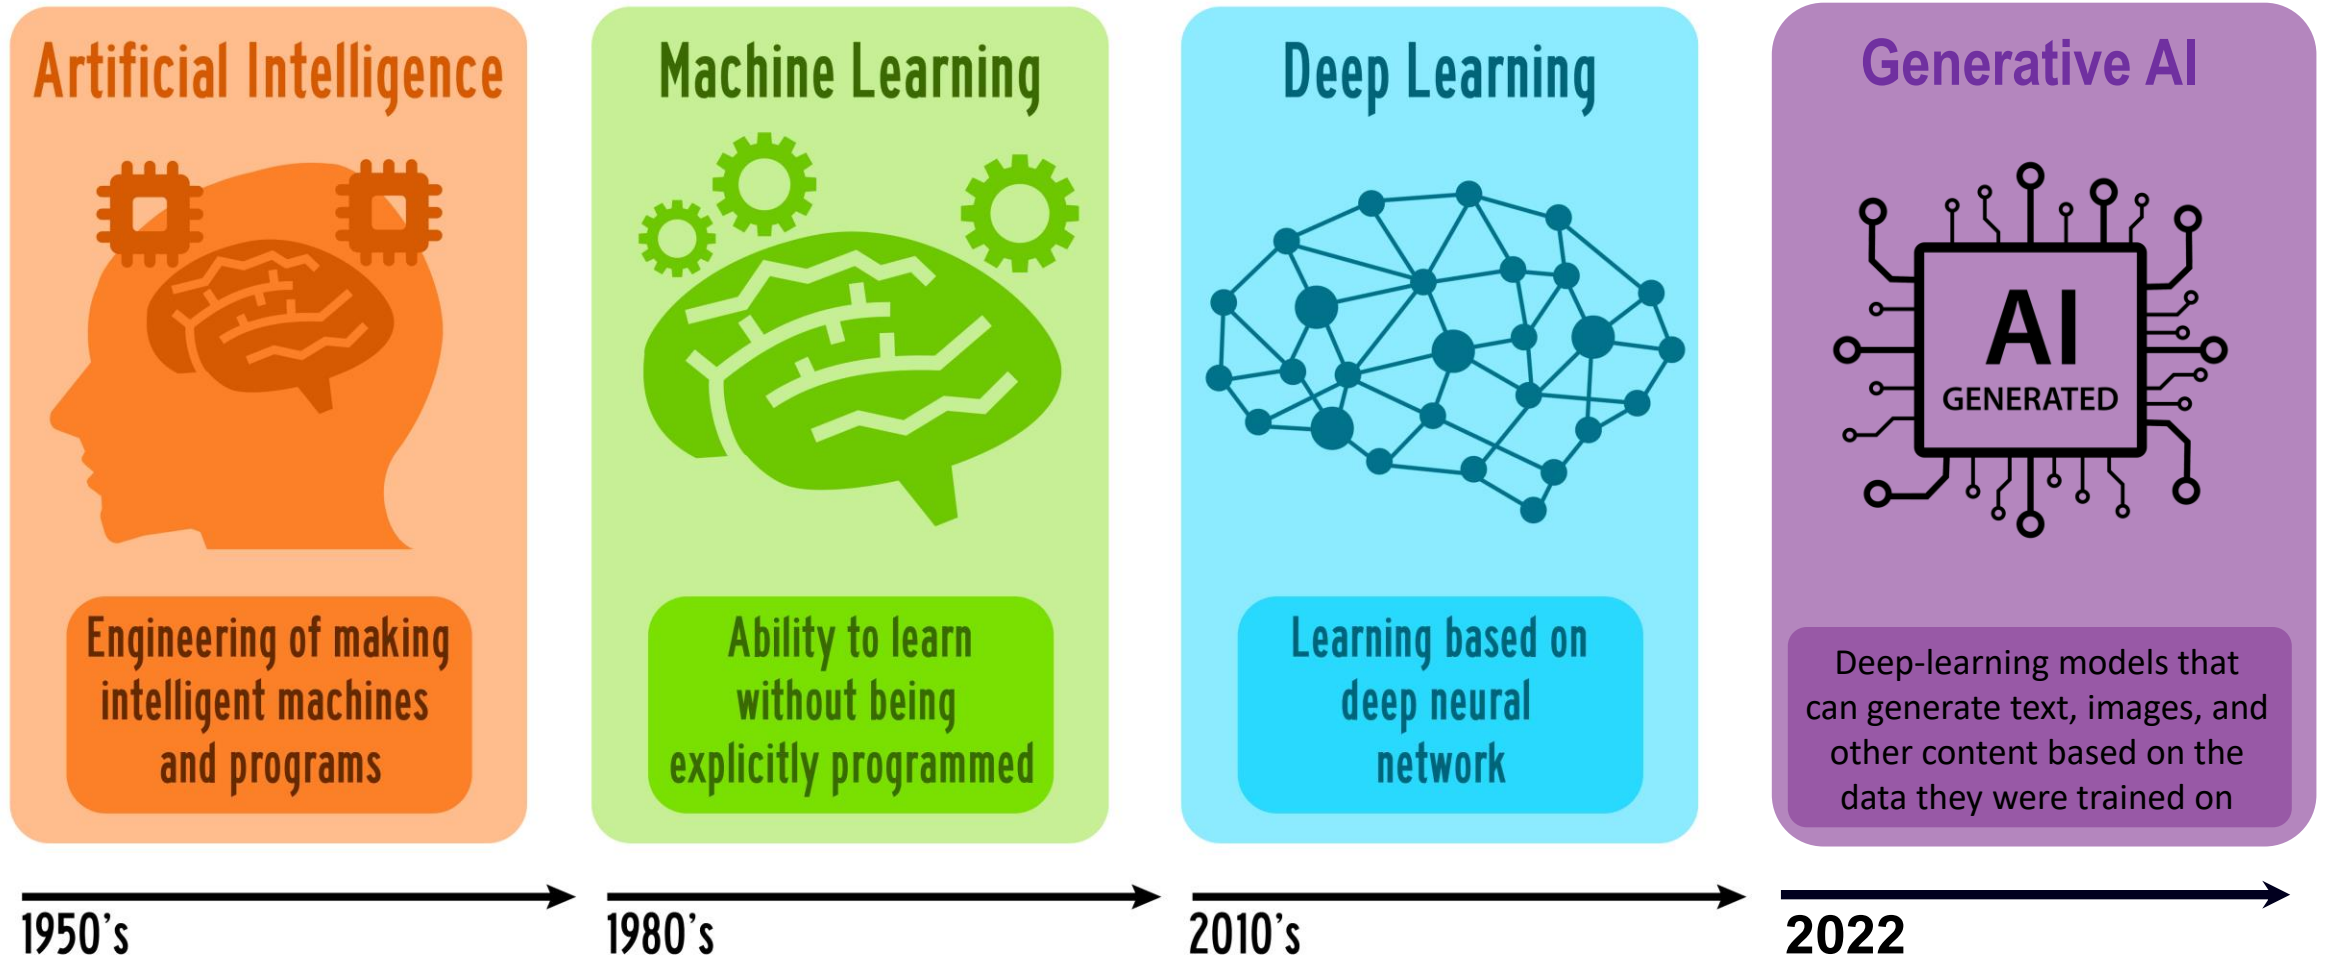 Artificial Intelligence
Engineering of making
intelligent machines
and programs
1950's
Machine Learning
Ability to learn
without being
explicitly programmed
1980's
Deep Learning
Learning based on
deep neural
network
2010's
Generative AI
AI
GENERATED
Deep-learning models that
can generate text, images, and
other content based on the
data they were trained on
2022